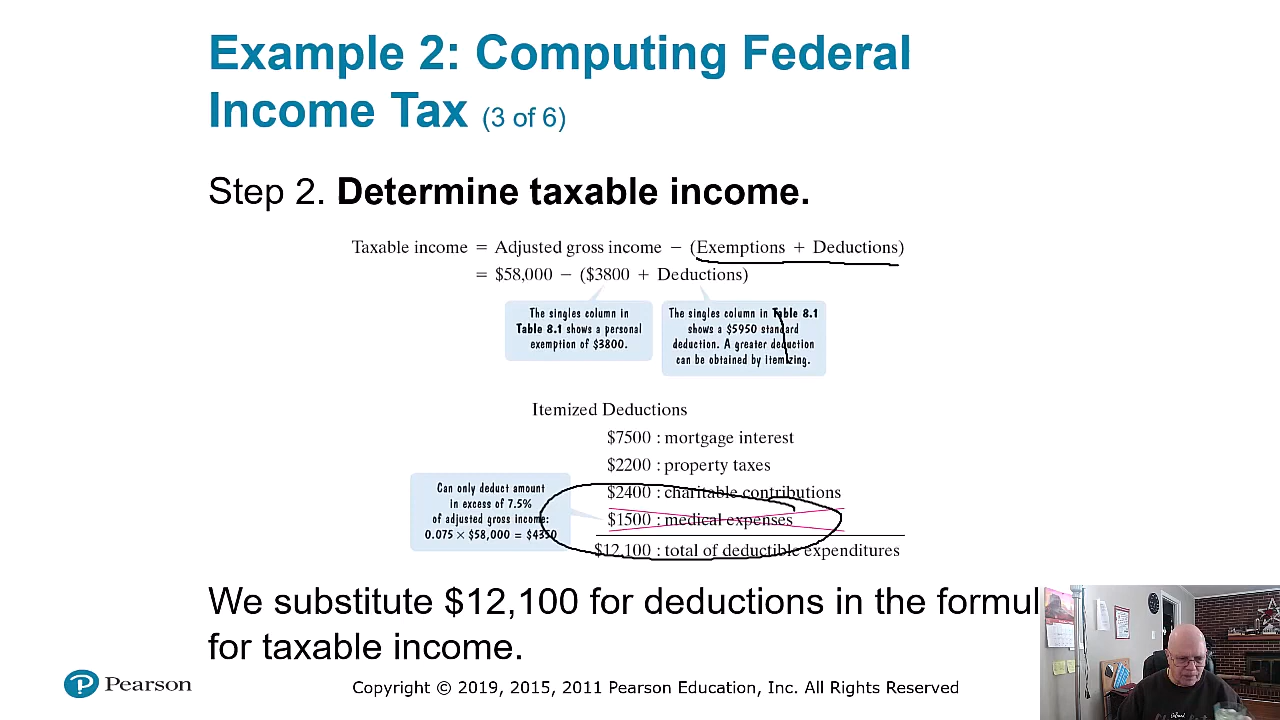 Example 2: Computing Federal
Income Tax (3 of 6)
Step 2. Determine taxable income.
Taxable income = Adjusted gross income − (Exemptions + Deductions)
= $58,000 − ($3800 + Deductions)
The singles column in
Table 8.1 shows a personal
exemption of $3800.
The singles column in Table 8.1
shows a $5950 standard
deduction. A greater deduction
can be obtained by itemizing.
Itemized Deductions
$7500 : mortgage interest
$2200 : property taxes
$2400 : charitable contributions
$1500 : medical expenses
$12,100 : total of deductible expenditures
Can only deduct amount
in excess of 7.5%
of adjusted gross income:
0.075 × $58,000 = $4350
We substitute $12,100 for deductions in the formul
for taxable income.
Pearson
Copyright © 2019, 2015, 2011 Pearson Education, Inc. All Rights Reserved